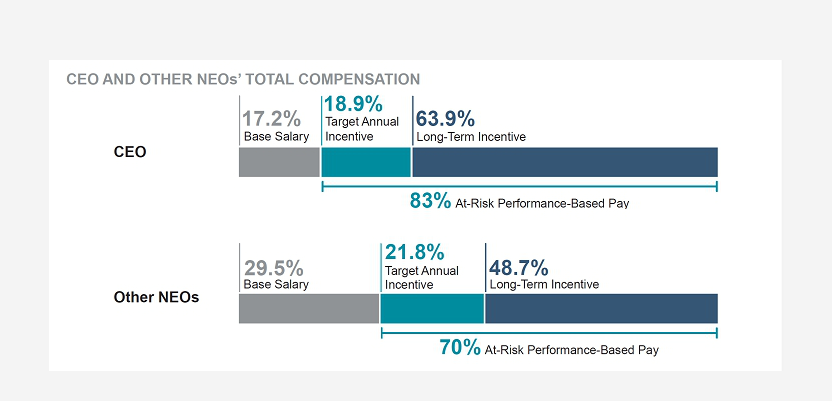 CEO AND OTHER NEOs' TOTAL COMPENSATION
17.2%
Base Salary
18.9%
Target Annual
Incentive
63.9%
Long-Term Incentive
CEO
83% At-Risk Performance-Based Pay
29.5%
Base Salary
21.8%
Target Annual
Incentive
48.7%
Long-Term Incentive
Other NEOs
70% At-Risk Performance-Based Pay